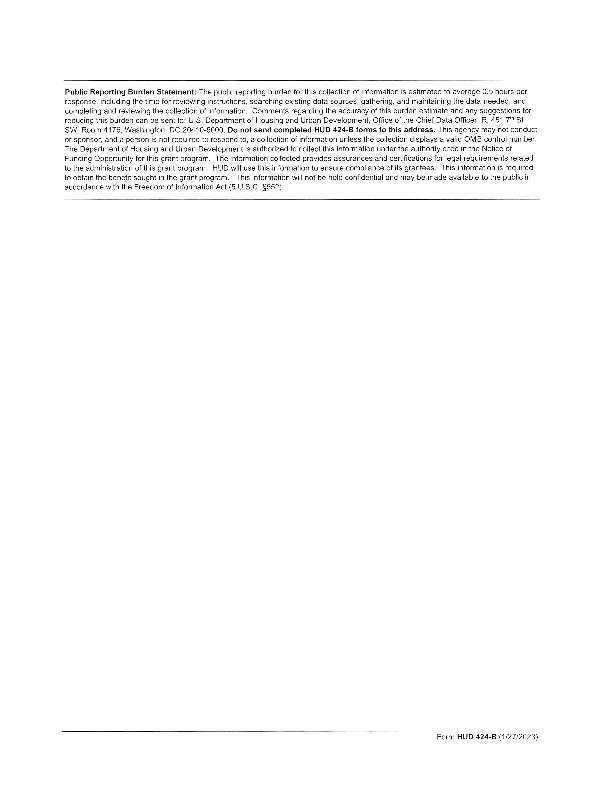 Public Reporting Burden Statement: The public reporting burden for this collection of information is estimated to average 0.5 hours per
response, including the time for reviewing instructions, searching existing data sources, gathering, and maintaining the data needed, and
completing and reviewing the collection of information. Comments regarding the accuracy of this burden estimate and any suggestions for
reducing this burden can be sent to: U.S. Department of Housing and Urban Development, Office of the Chief Data Officer, R, 451 7th St
SW, Room 4176, Washington, DC 20410-5000. Do not send completed HUD 424-B forms to this address. This agency may not conduct
or sponsor, and a person is not required to respond to, a collection of information unless the collection displays a valid OMB control number.
The Department of Housing and Urban Development is authorized to collect this information under the authority cited in the Notice of
Funding Opportunity for this grant program. The information collected provides assurances and certifications for legal requirements related
to the administration of this grant program. HUD will use this information to ensure compliance of its grantees. This information is required
to obtain the benefit sought in the grant program. This information will not be held confidential and may be made available to the public in
accordance with the Freedom of Information Act (5 U.S.C. §552).
Form HUD 424-B (1/27/2023)